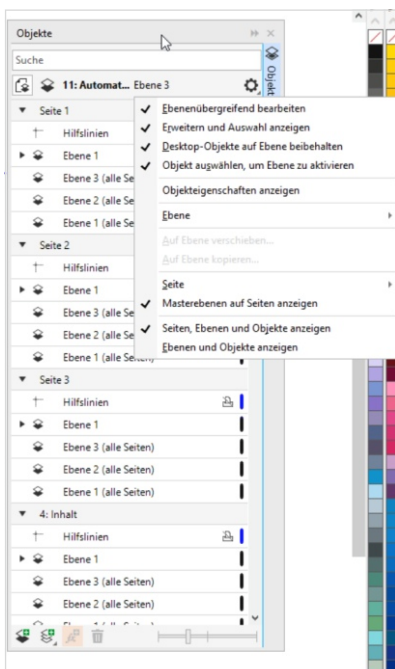 Objekte
Suche
11: Automat... Ebene 3
Objekt
Seite 1
Hilfslinien
Ebene 1
Ebene 3 (alle Se
Ebene 2 (alle Se
Ebene 1 (alle Se
Seite 2
Hilfslinien
Ebene 1
Ebene 3 (alle Se
Ebene 2 (alle Se
Ebene 1 (alle Seiten)
Ebenenübergreifend bearbeiten
Erweitern und Auswahl anzeigen
Desktop-Objekte auf Ebene beibehalten
Objekt auswählen, um Ebene zu aktivieren
Objekteigenschaften anzeigen
Ebene
Auf Ebene verschieben...
Auf Ebene kopieren...
Seite
Masterebenen auf Seiten anzeigen
Seiten, Ebenen und Objekte anzeigen
Ebenen und Objekte anzeigen
Seite 3
Hilfslinien
Ebene 1
Ebene 3 (alle Seiten)
Ebene 2 (alle Seiten)
Ebene 1 (alle Seiten)
4: Inhalt
Hilfslinien
Ebene 1
Ebene 3 (alle Seiten)
Ebene 2 (alle Seiten)